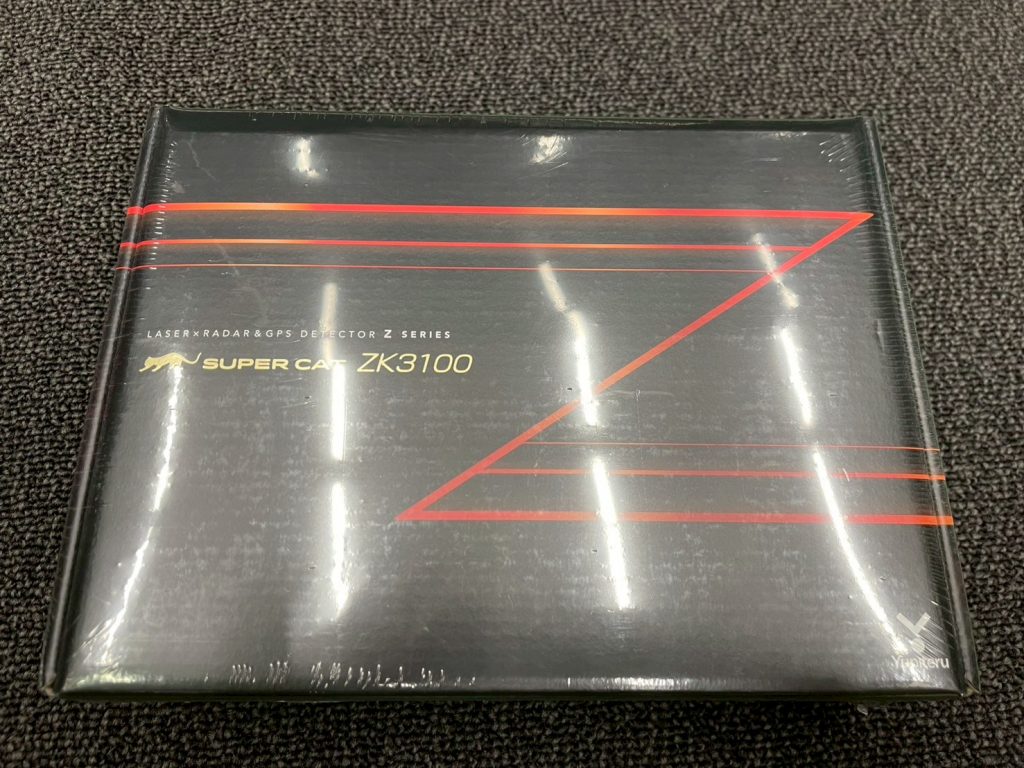 LASER×RADAR&GPS DETECTOR Z SERIES
SUPER CAT ZK3100
Yupiteru